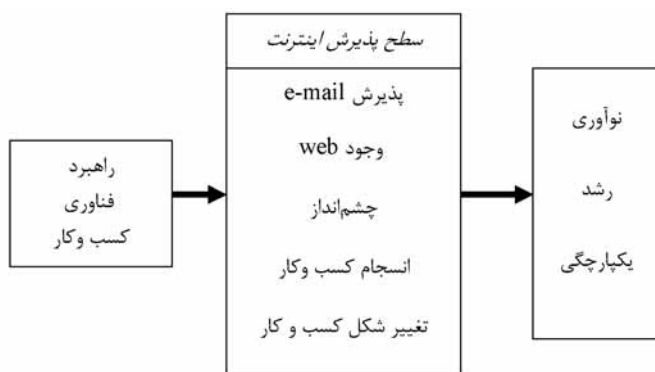 سطح پذیرش اینترنت
پذیرش e-mail
وجود web
چشم‌انداز
انسجام کسب وکار
تغییر شکل کسب و کار
راهبرد
فناوری
کسب وکار
نوآوری
رشد
یکپارچگی